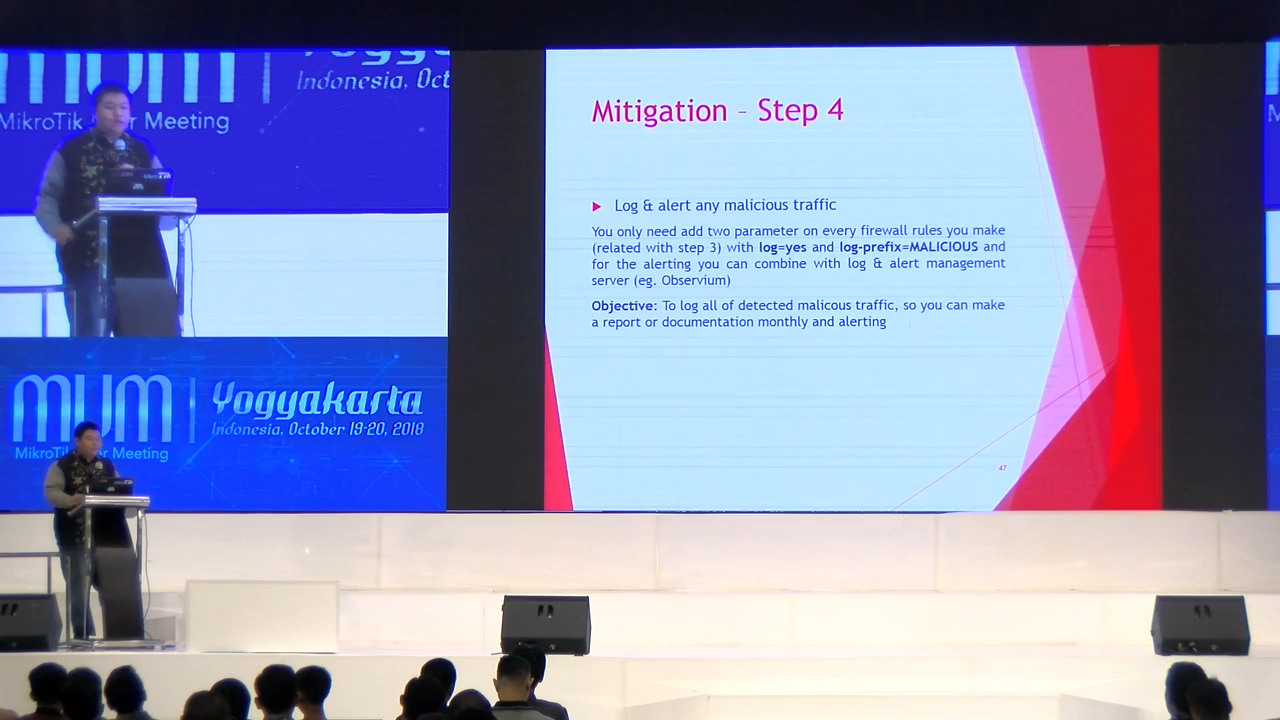 Indonesia, Oct
MikroTik Meeting
Mitigation – Step 4
Log & alert any malicious traffic
You only need add two parameter on every firewall rules you make
(related with step 3) with log=yes and log-prefix=MALICIOUS and
for the alerting you can combine with log & alert management
server (eg. Observium)
Objective: To log all of detected malicous traffic, so you can make
a report or documentation monthly and alerting
47
MUM
Yogyakarta
Indonesia, October 19-20, 2018
Meeting